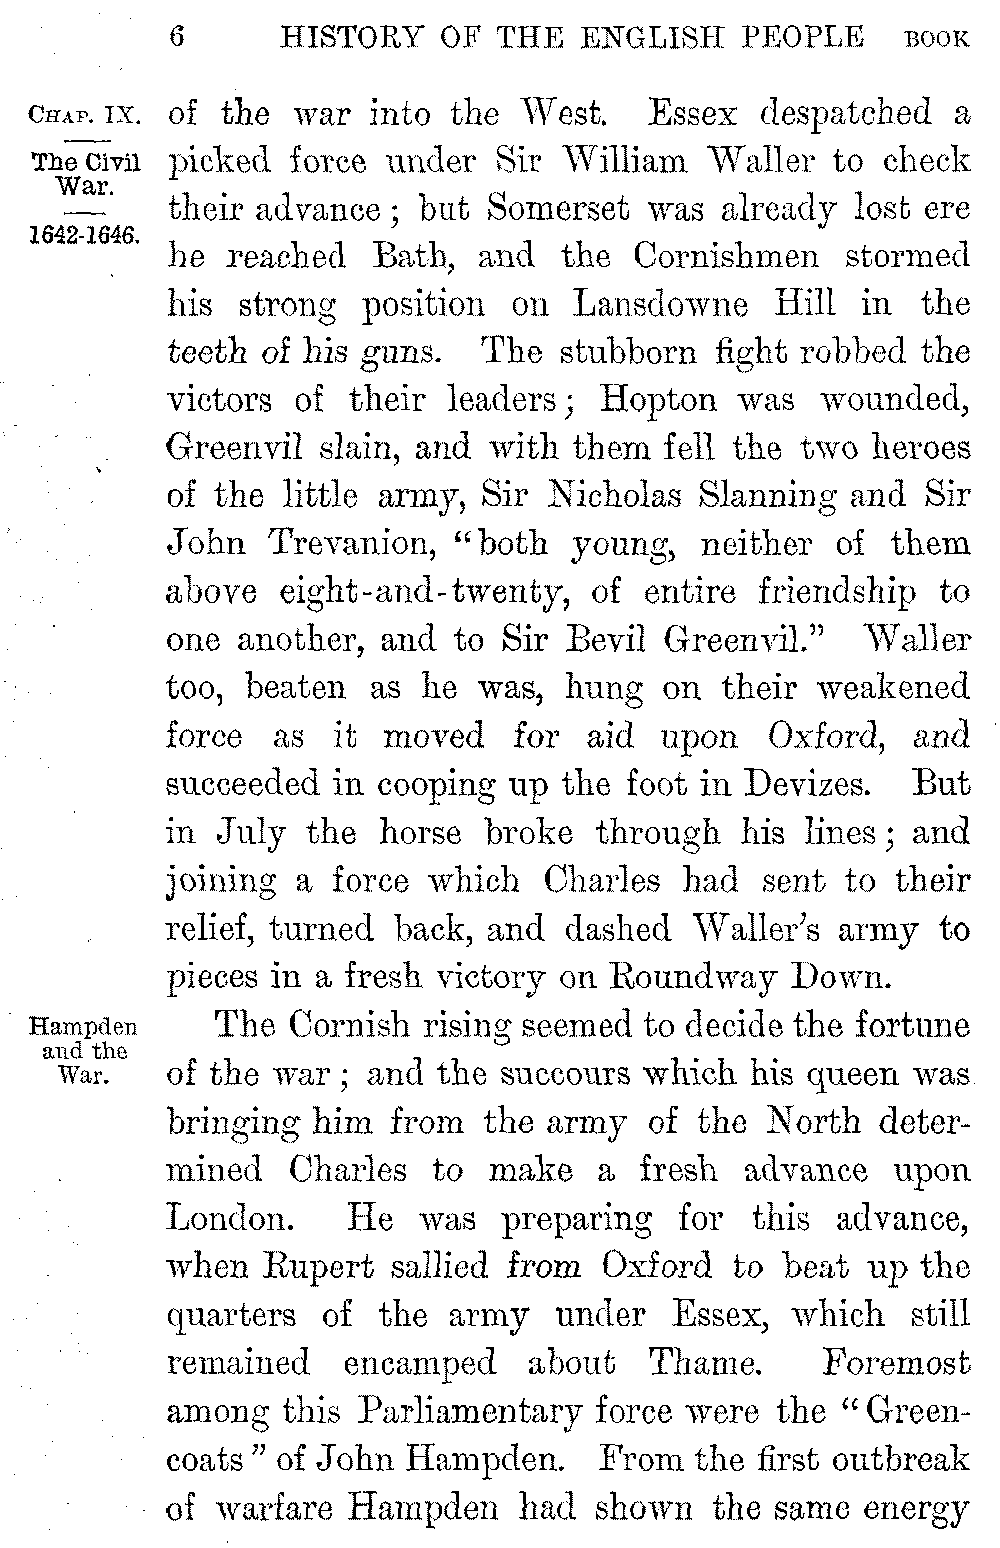 6 HISTORY OF THE ENGLISH PEOPLE BOOK
CHAP. IX.
The Civil
War.
1642-1646.
of the war into the West. Essex despatched a
picked force under Sir William Waller to check
their advance; but Somerset was already lost ere
he reached Bath, and the Cornishmen stormed
his strong position on Lansdowne Hill in the
teeth of his guns. The stubborn fight robbed the
victors of their leaders; Hopton was wounded,
Greenvil slain, and with them fell the two heroes
of the little army, Sir Nicholas Slanning and Sir
John Trevanion, "both young, neither of them
above eight-and-twenty, of entire friendship to
one another, and to Sir Bevil Greenvil." Waller
too, beaten as he was, hung on their weakened
force as it moved for aid upon Oxford, and
succeeded in cooping up the foot in Devizes. But
in July the horse broke through his lines; and
joining a force which Charles had sent to their
relief, turned back, and dashed Waller's army to
pieces in a fresh victory on Roundway Down.
Hampden
and the
War.
The Cornish rising seemed to decide the fortune
of the war; and the succours which his queen was
bringing him from the army of the North deter-
mined Charles to make a fresh advance upon
London. He was preparing for this advance,
when Rupert sallied from Oxford to beat up the
quarters of the army under Essex, which still
remained encamped about Thame. Foremost
among this Parliamentary force were the "Green-
coats" of John Hampden. From the first outbreak
of warfare Hampden had shown the same energy